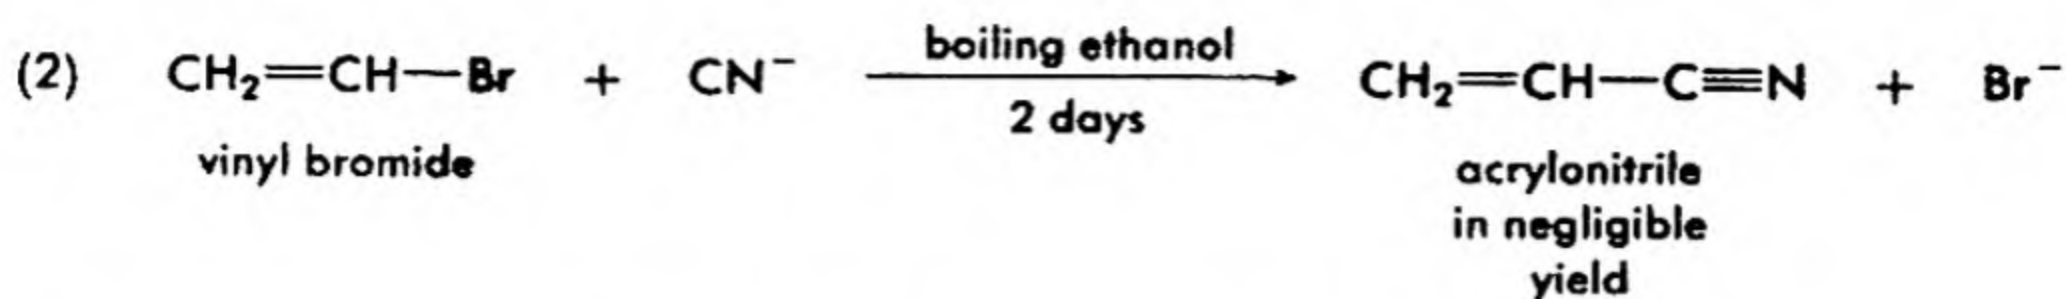 boiling ethanol
(2) CH₂=CH—Br + CN⁻ ⟶ CH₂=CH—C≡N + Br⁻
2 days
vinyl bromide
acrylonitrile
in negligible
yield